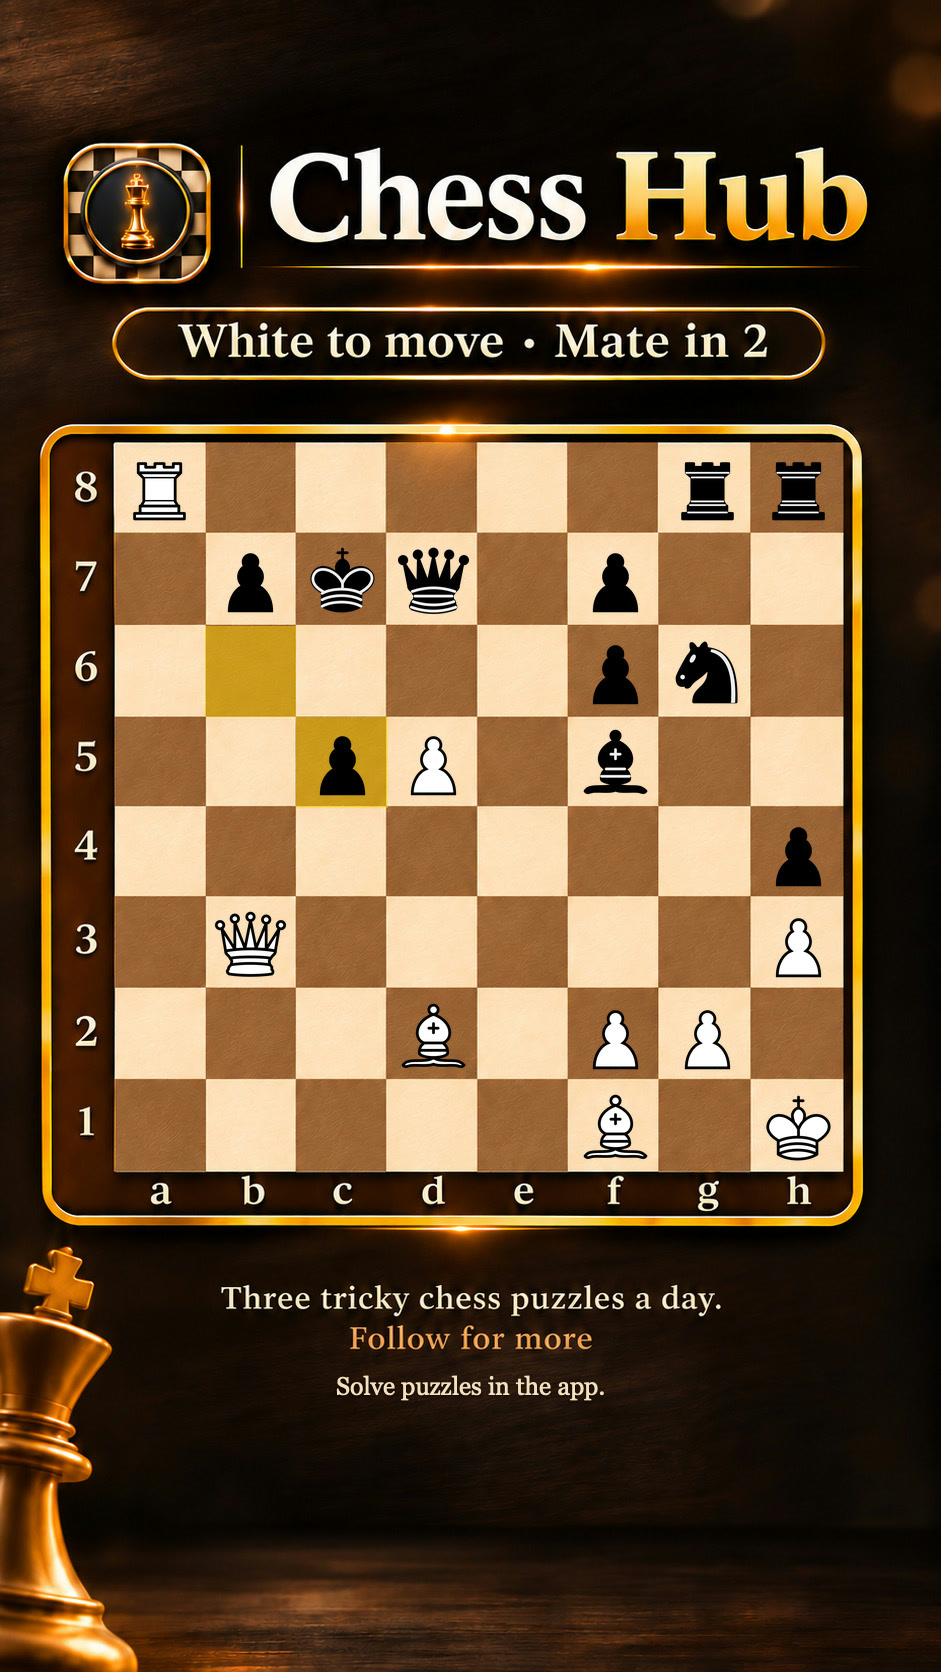 Chess Hub
White to move • Mate in 2
8
7
6
5
4
3
2
1
a b c d e f g h
Three tricky chess puzzles a day.
Follow for more
Solve puzzles in the app.